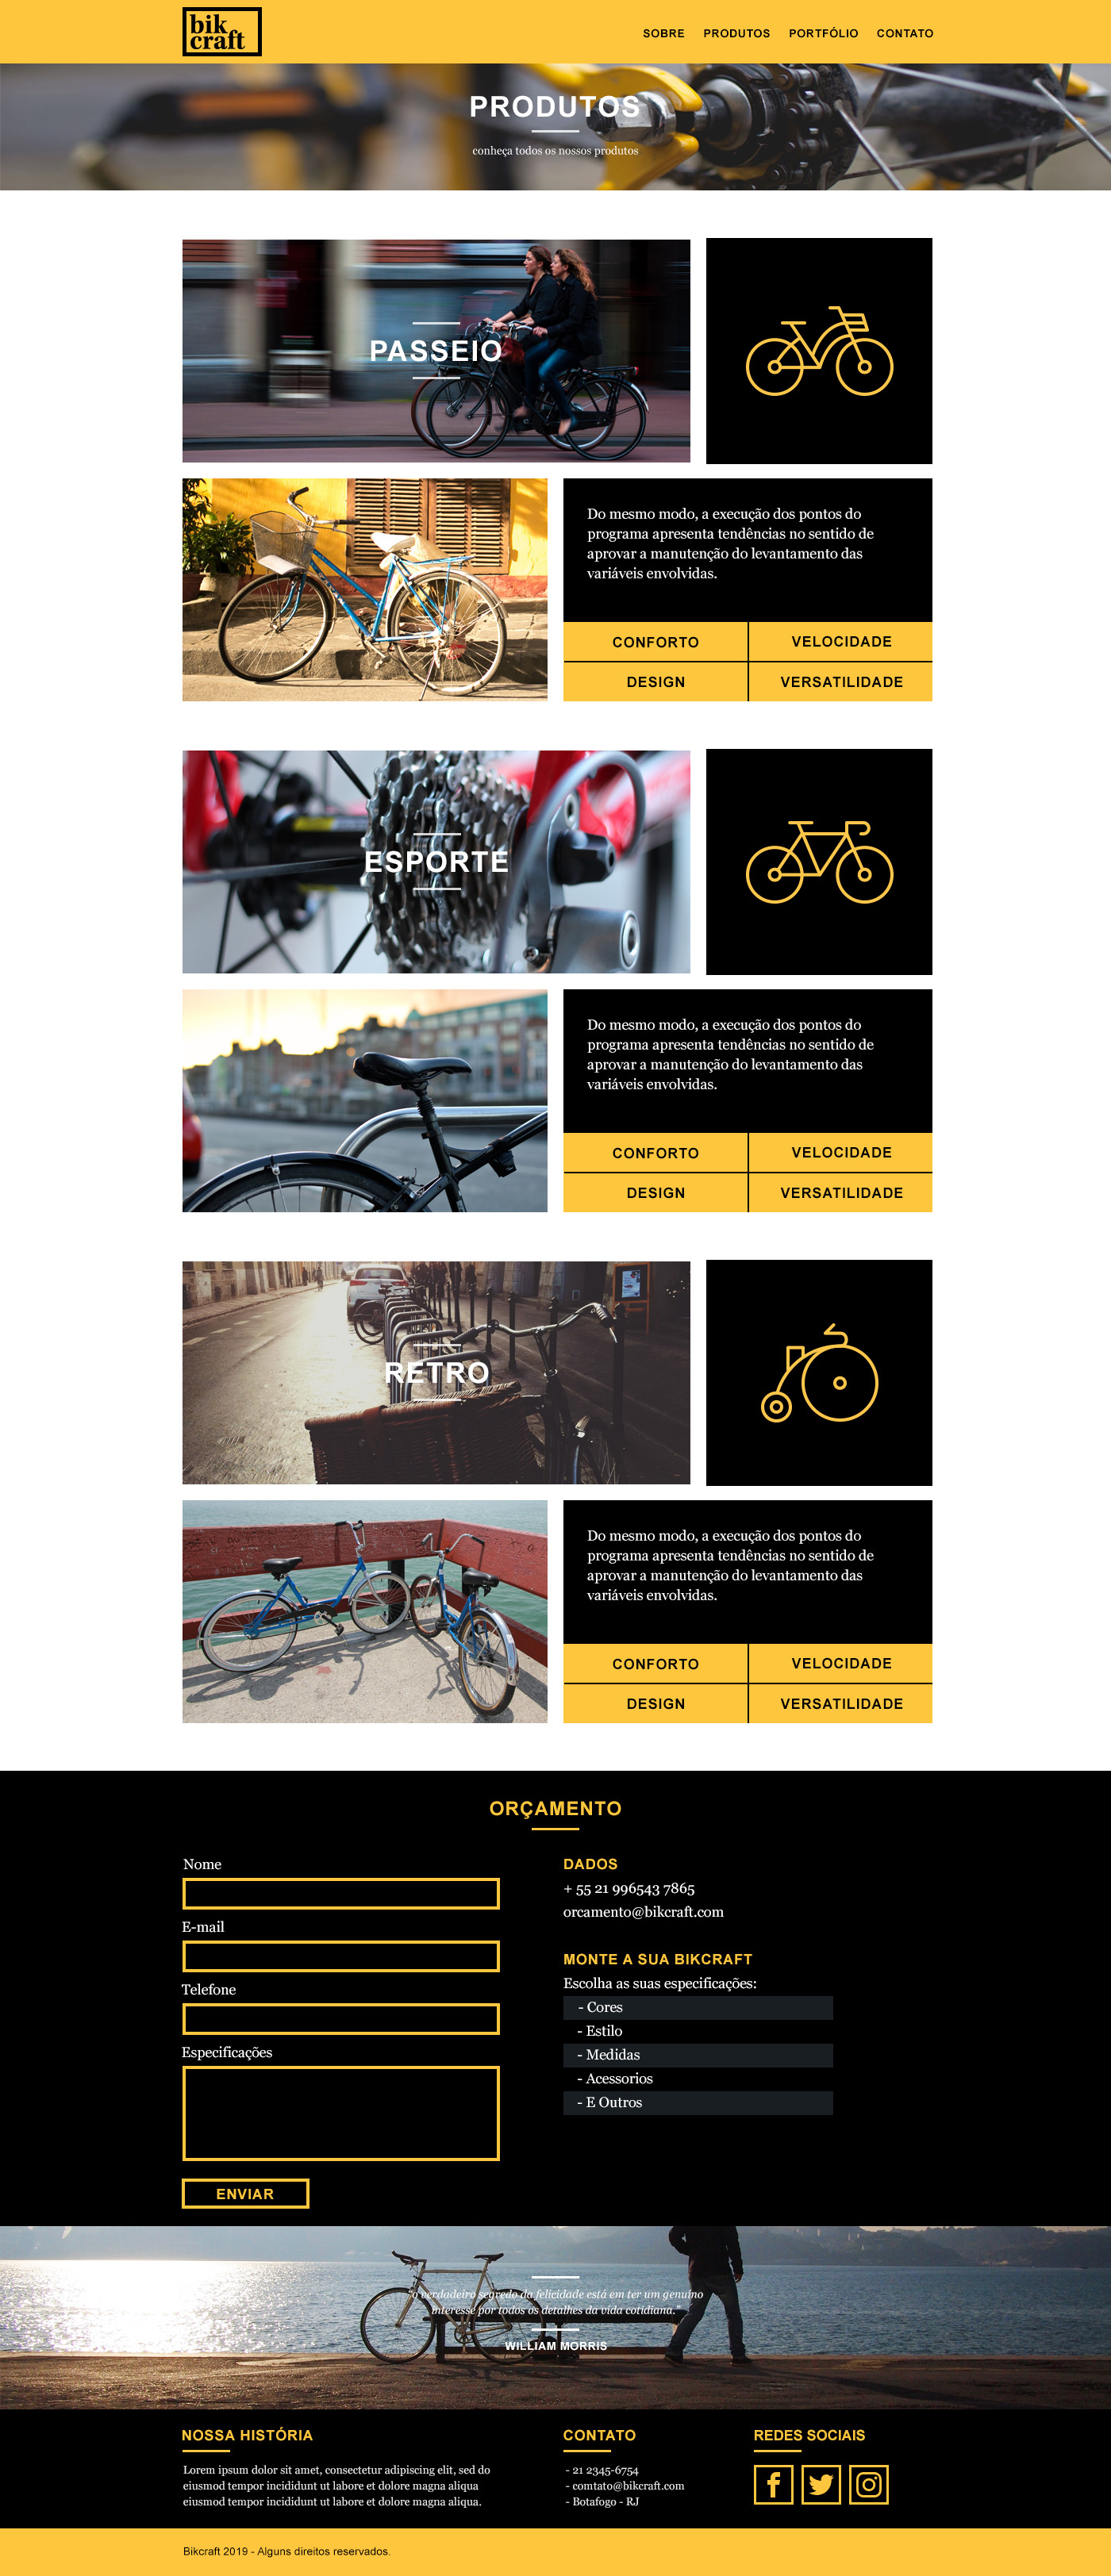 bik
craft
SOBRE PRODUTOS PORTFÓLIO CONTATO
PRODUTOS
conheça todos os nossos produtos
PASSEIO
Do mesmo modo, a execução dos pontos do
programa apresenta tendências no sentido de
aprovar a manutenção do levantamento das
variáveis envolvidas.
CONFORTO VELOCIDADE
DESIGN VERSATILIDADE
ESPORTE
Do mesmo modo, a execução dos pontos do
programa apresenta tendências no sentido de
aprovar a manutenção do levantamento das
variáveis envolvidas.
CONFORTO VELOCIDADE
DESIGN VERSATILIDADE
RETRO
Do mesmo modo, a execução dos pontos do
programa apresenta tendências no sentido de
aprovar a manutenção do levantamento das
variáveis envolvidas.
CONFORTO VELOCIDADE
DESIGN VERSATILIDADE
ORÇAMENTO
Nome
E-mail
Telefone
Especificações
ENVIAR
DADOS
+ 55 21 996543 7865
orcamento@bikcraft.com
MONTE A SUA BIKCRAFT
Escolha as suas especificações:
- Cores
- Estilo
- Medidas
- Acessorios
- E Outros
"o verdadeiro segredo da felicidade está em ter um genuíno
interesse por todos os detalhes da vida cotidiana."
WILLIAM MORRIS
NOSSA HISTÓRIA
Lorem ipsum dolor sit amet, consectetur adipiscing elit, sed do
eiusmod tempor incididunt ut labore et dolore magna aliqua
eiusmod tempor incididunt ut labore et dolore magna aliqua.
CONTATO
- 21 2345-6754
- comtato@bikcraft.com
- Botafogo - RJ
REDES SOCIAIS
Bikcraft 2019 - Alguns direitos reservados.